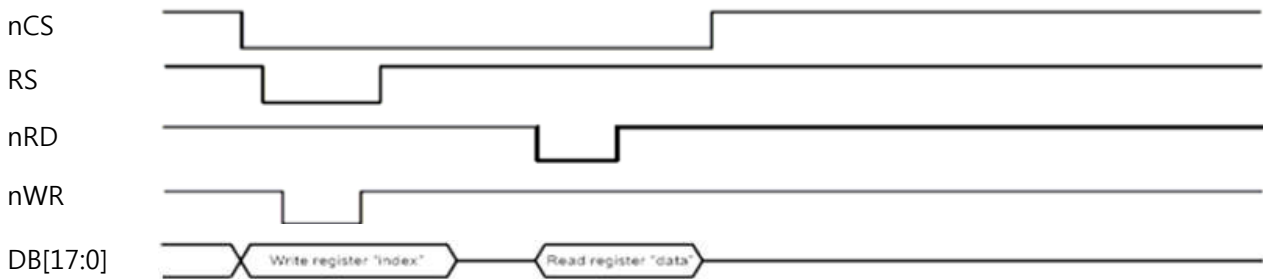 nCS
RS
nRD
nWR
DB[17:0]
Write register "index"
Read register "data"